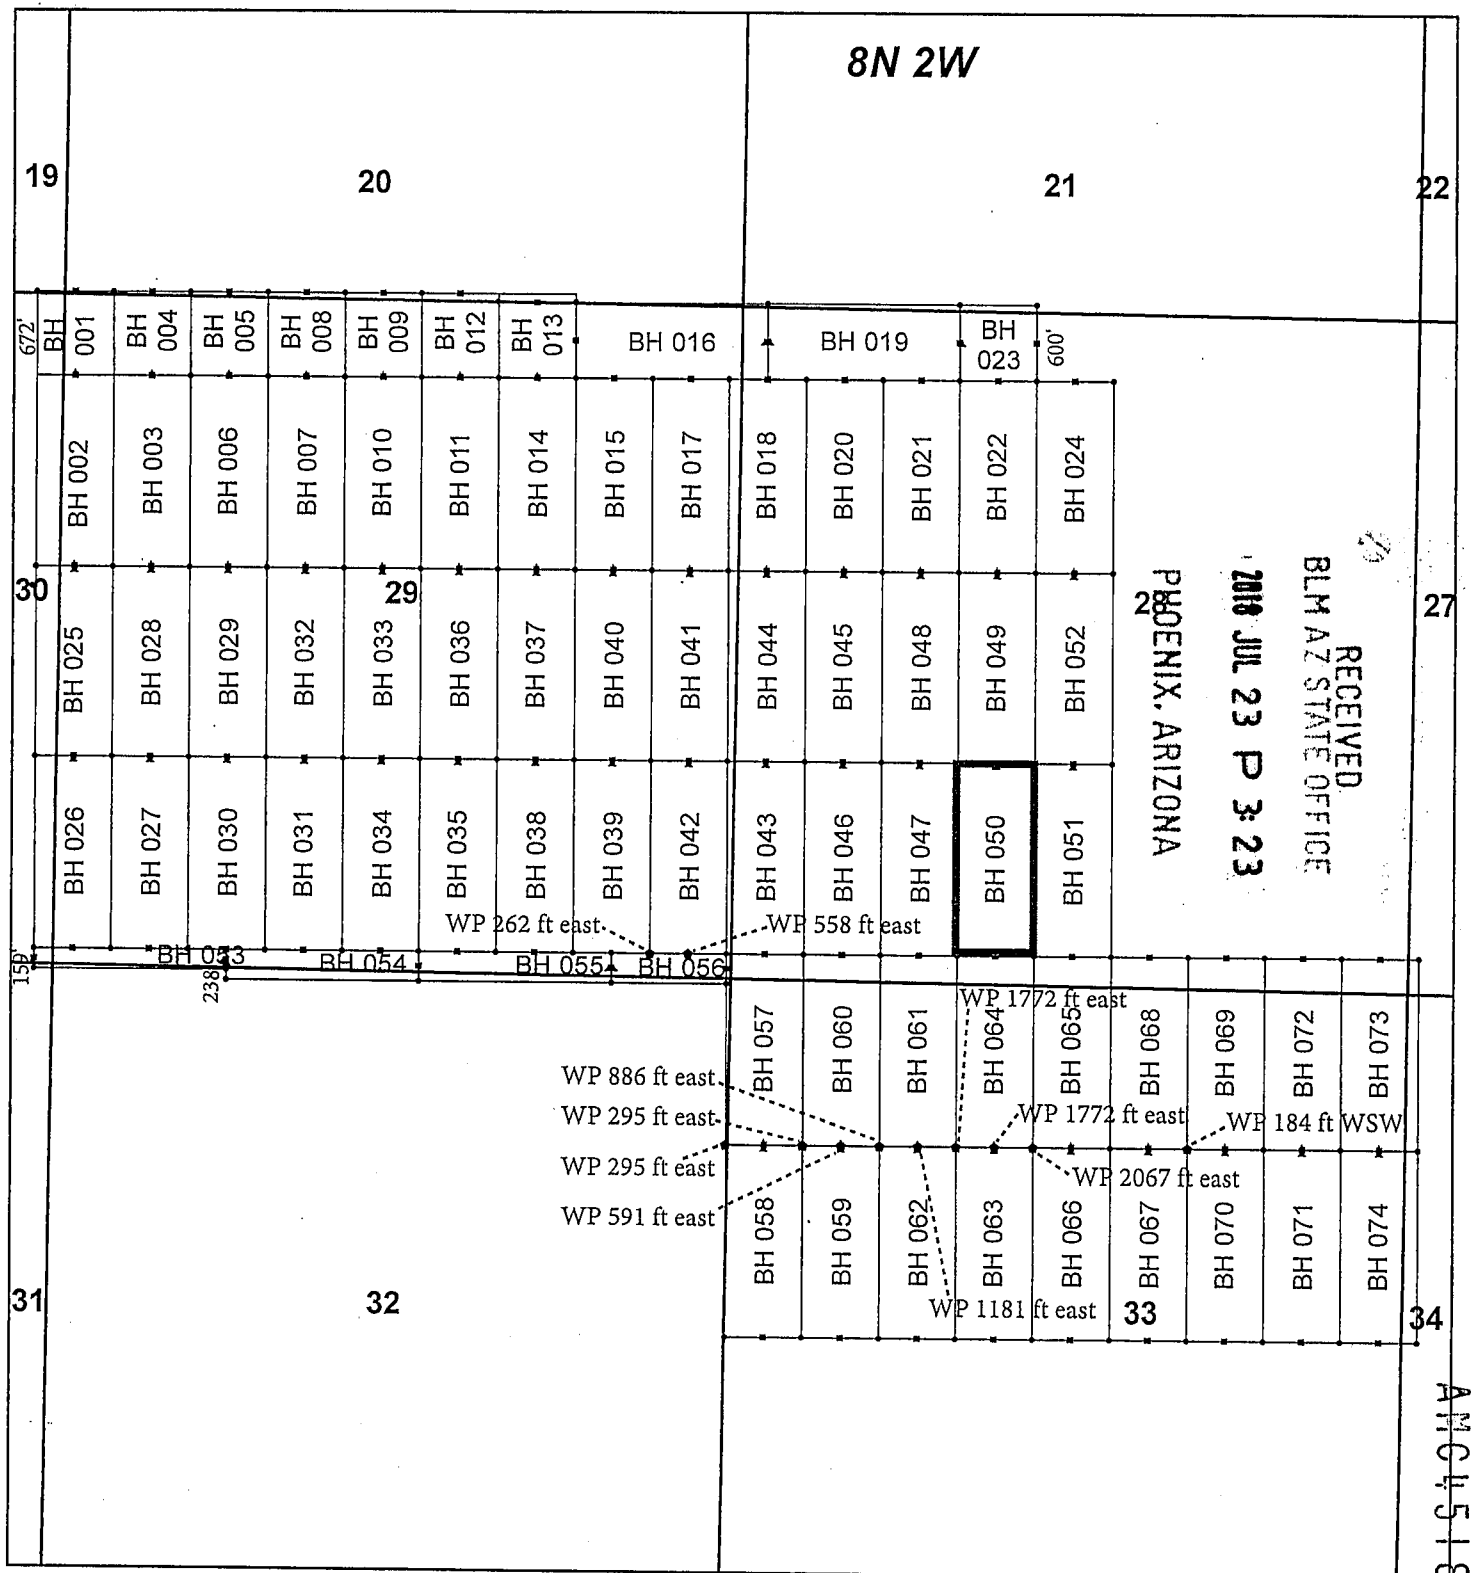 8N 2W
19
20
21
22
672'
BH
001
BH
004
BH
005
BH
008
BH
009
BH
012
BH
013
BH 016
BH 019
BH
023
600'
BH 002
BH 003
BH 006
BH 007
BH 010
BH 011
BH 014
BH 015
BH 017
BH 018
BH 020
BH 021
BH 022
BH 024
30
29
28
27
RECEIVED
BLM AZ STATE OFFICE
2018 JUL 23 P 3:23
PHOENIX, ARIZONA
BH 025
BH 028
BH 029
BH 032
BH 033
BH 036
BH 037
BH 040
BH 041
BH 044
BH 045
BH 048
BH 049
BH 052
BH 026
BH 027
BH 030
BH 031
BH 034
BH 035
BH 038
BH 039
BH 042
BH 043
BH 046
BH 047
BH 050
BH 051
WP 262 ft east
WP 558 ft east
159'
BH 053
238'
BH 054
BH 055
BH 056
WP 1772 ft east
BH 057
BH 060
BH 061
BH 064
BH 065
BH 068
BH 069
BH 072
BH 073
WP 886 ft east
WP 295 ft east
WP 1772 ft east
WP 184 ft WSW
WP 295 ft east
WP 2067 ft east
WP 591 ft east
BH 058
BH 059
BH 062
BH 063
BH 066
BH 067
BH 070
BH 071
BH 074
WP 1181 ft east
31
32
33
34